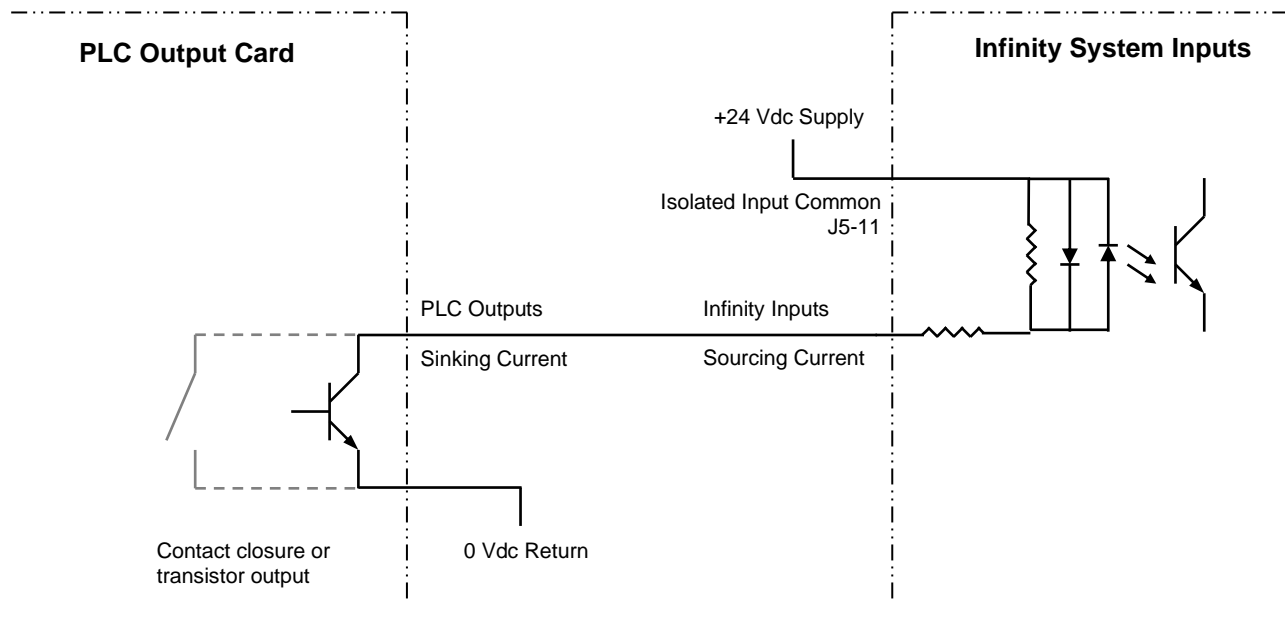 PLC Output Card
Infinity System Inputs
+24 Vdc Supply
Isolated Input Common
J5-11
PLC Outputs
Infinity Inputs
Sinking Current
Sourcing Current
Contact closure or
transistor output
0 Vdc Return